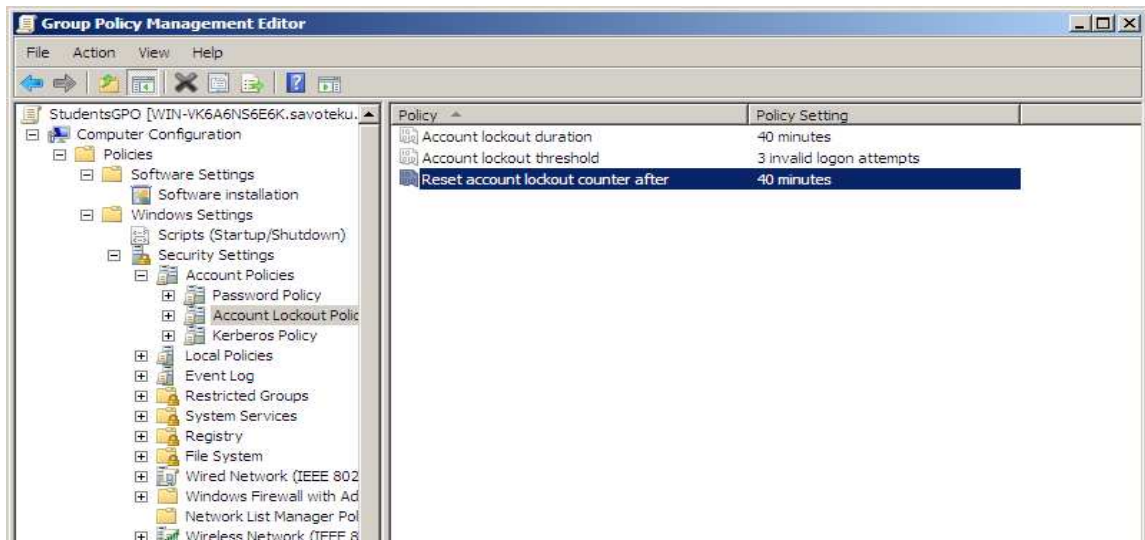 Group Policy Management Editor
File Action View Help
StudentsGPO [WIN-VK6A6NS6E6K.savoteku.
Computer Configuration
Policies
Software Settings
Software installation
Windows Settings
Scripts (Startup/Shutdown)
Security Settings
Account Policies
Password Policy
Account Lockout Polic
Kerberos Policy
Local Policies
Event Log
Restricted Groups
System Services
Registry
File System
Wired Network (IEEE 802
Windows Firewall with Ad
Network List Manager Pol
Wireless Network (IEEE 8
Policy Policy Setting
Account lockout duration 40 minutes
Account lockout threshold 3 invalid logon attempts
Reset account lockout counter after 40 minutes